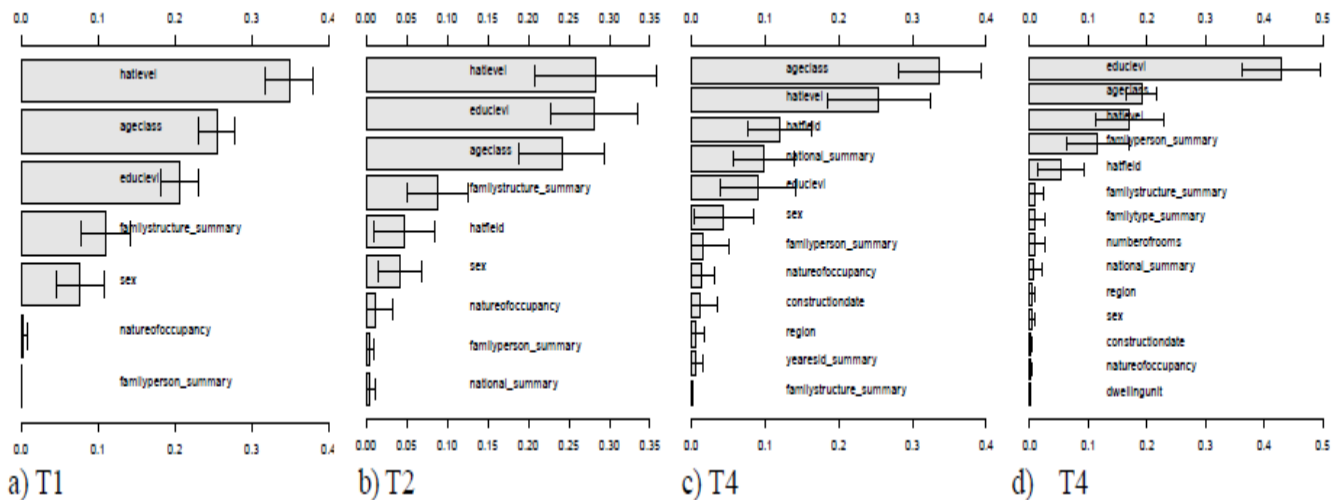 0.0 0.1 0.2 0.3 0.4
hatlevel
ageclass
educlevl
familystructure_summary
sex
natureofoccupancy
familyperson_summary
0.0 0.1 0.2 0.3 0.4
a) T1
0.00 0.05 0.10 0.15 0.20 0.25 0.30 0.35
hatlevel
educlevl
ageclass
familystructure_summary
hatfield
sex
natureofoccupancy
familyperson_summary
national_summary
0.00 0.05 0.10 0.15 0.20 0.25 0.30 0.35
b) T2
0.0 0.1 0.2 0.3 0.4
ageclass
hatlevel
hatfield
national_summary
educlevl
sex
familyperson_summary
natureofoccupancy
constructiondate
region
yearesid_summary
familystructure_summary
0.0 0.1 0.2 0.3 0.4
c) T4
0.0 0.1 0.2 0.3 0.4 0.5
educlevl
ageclass
hatlevel
familyperson_summary
hatfield
familystructure_summary
familytype_summary
numberofrooms
national_summary
region
sex
constructiondate
natureofoccupancy
dwellingunit
0.0 0.1 0.2 0.3 0.4 0.5
d) T4